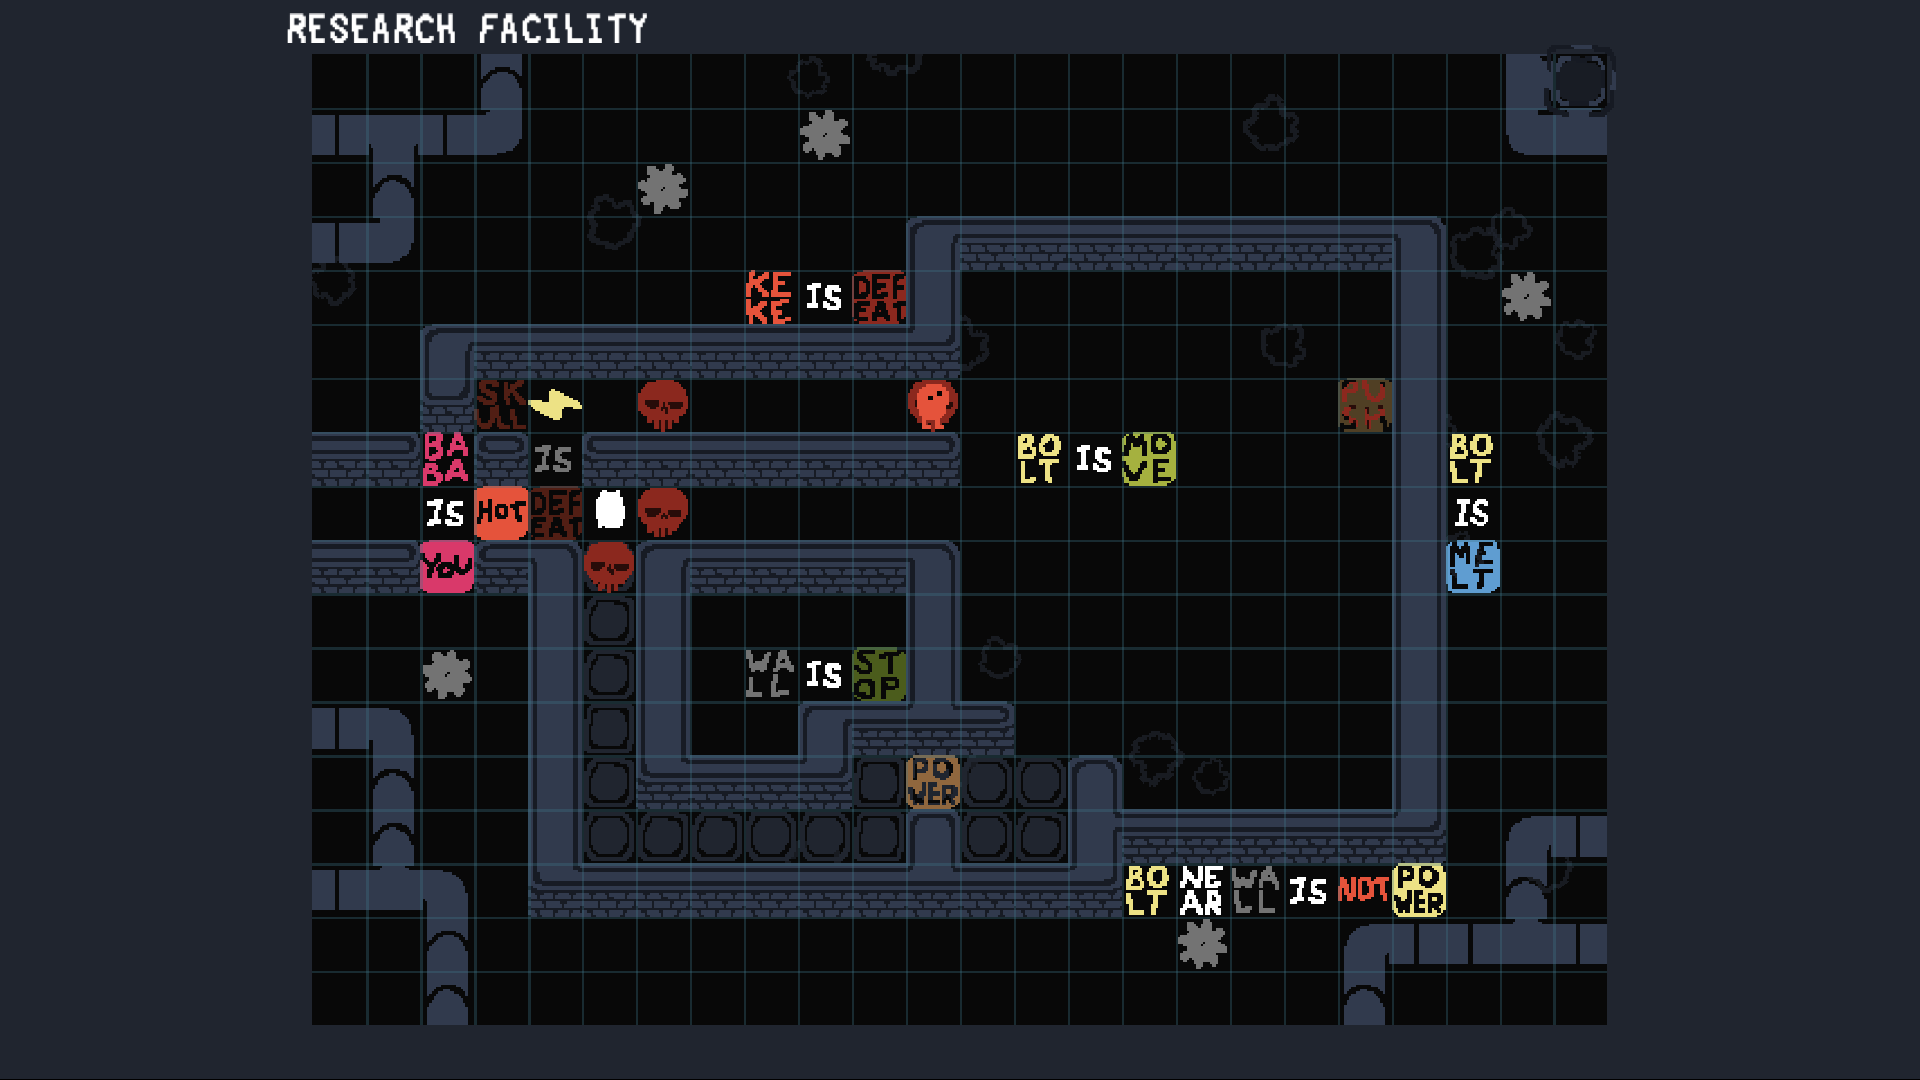 RESEARCH FACILITY
KEKE IS DEFEAT
SKULL
BABA IS BOLT IS MOVE BOLT
IS HOT DEFEAT IS
YOU MELT
WALL IS STOP
POWER
BOLT NEAR WALL IS NOT POWER